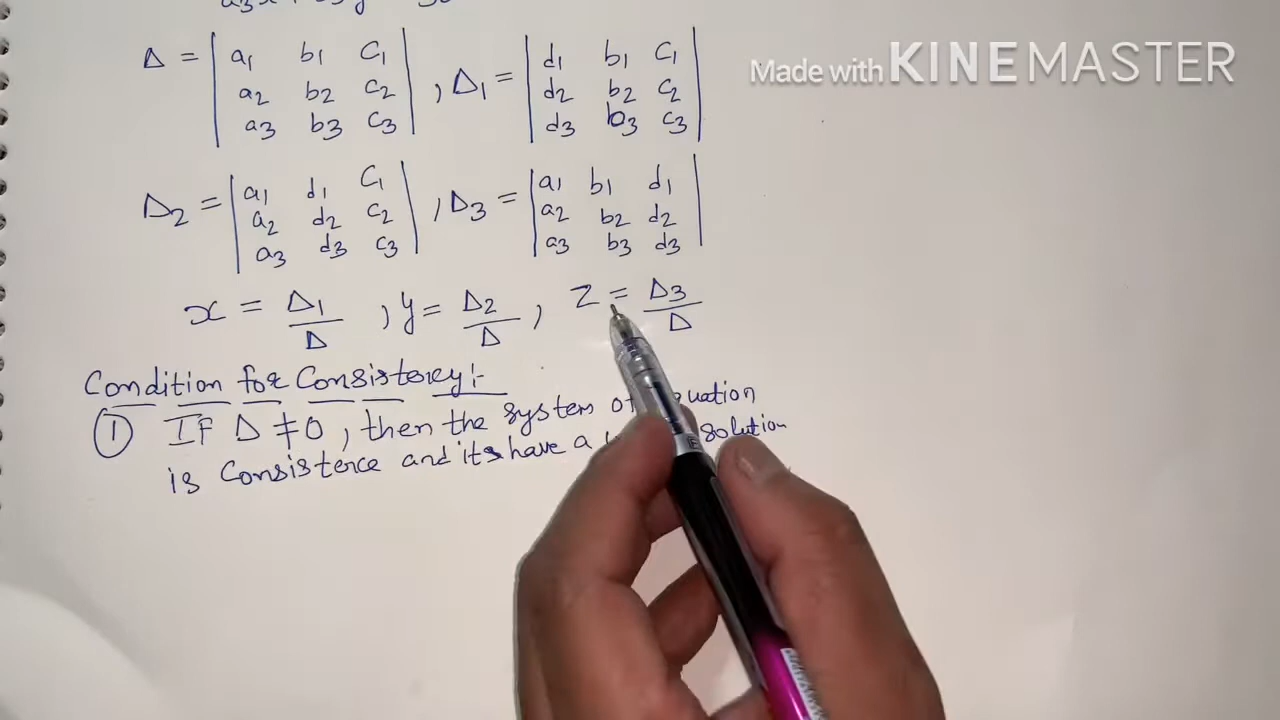 Made with KINEMASTER
Δ = | a1 b1 c1 | , Δ1 = | d1 b1 c1 |
a2 b2 c2 d2 b2 c2
a3 b3 c3 d3 b3 c3
Δ2 = | a1 d1 c1 | , Δ3 = | a1 b1 d1 |
a2 d2 c2 a2 b2 d2
a3 d3 c3 a3 b3 d3
x = Δ1/Δ , y = Δ2/Δ , z = Δ3/Δ
Condition for Consistency :-
① IF Δ ≠ 0, then the system
is Consistence and its have a solution